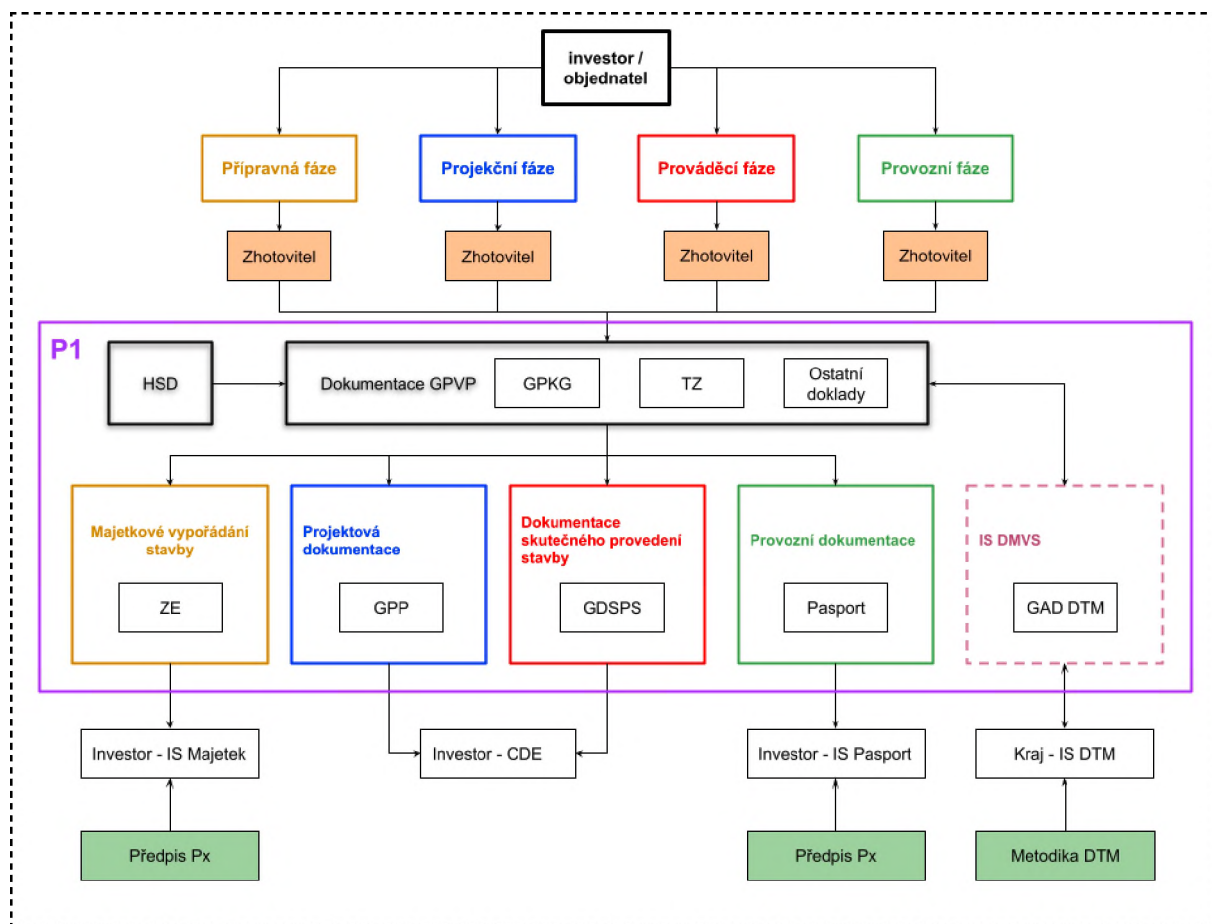 investor /
objednatel
Přípravná fáze
Projekční fáze
Prováděcí fáze
Provozní fáze
Zhotovitel
Zhotovitel
Zhotovitel
Zhotovitel
P1
HSD
Dokumentace GPVP
GPKG
TZ
Ostatní
doklady
Majetkové vypořádání
stavby
ZE
Projektová
dokumentace
GPP
Dokumentace
skutečného provedení
stavby
GDSPS
Provozní dokumentace
Pasport
IS DMVS
GAD DTM
Investor - IS Majetek
Investor - CDE
Investor - IS Pasport
Kraj - IS DTM
Předpis Px
Předpis Px
Metodika DTM